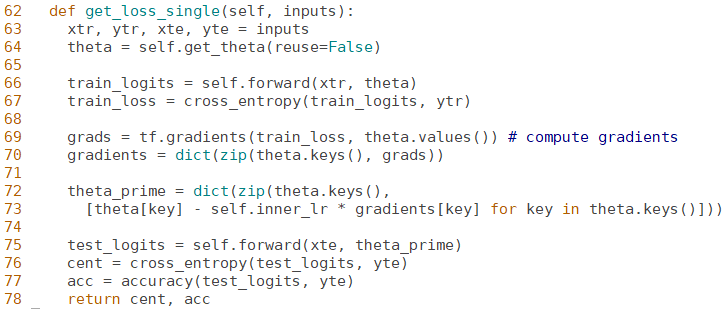 62 def get_loss_single(self, inputs):
63 xtr, ytr, xte, yte = inputs
64 theta = self.get_theta(reuse=False)
65
66 train_logits = self.forward(xtr, theta)
67 train_loss = cross_entropy(train_logits, ytr)
68
69 grads = tf.gradients(train_loss, theta.values()) # compute gradients
70 gradients = dict(zip(theta.keys(), grads))
71
72 theta_prime = dict(zip(theta.keys(),
73 [theta[key] - self.inner_lr * gradients[key] for key in theta.keys()]))
74
75 test_logits = self.forward(xte, theta_prime)
76 cent = cross_entropy(test_logits, yte)
77 acc = accuracy(test_logits, yte)
78 return cent, acc